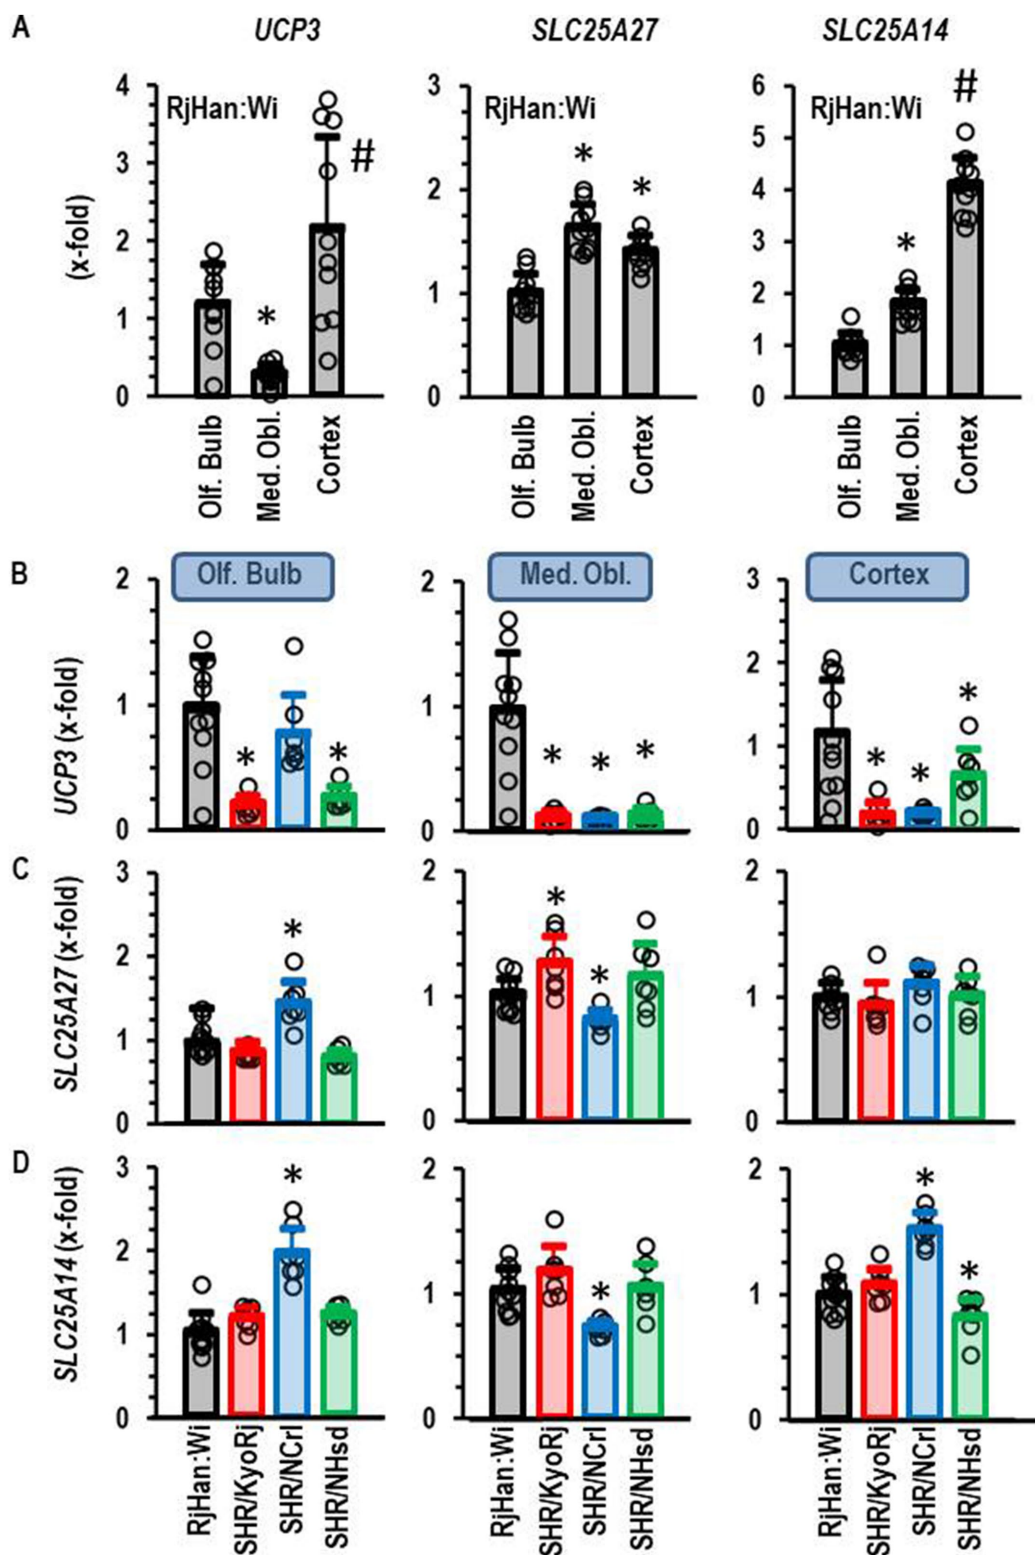 A
UCP3 SLC25A27 SLC25A14
4 3 6
RjHan:Wi RjHan:Wi RjHan:Wi
#
5
3
#
* * *
2 4
(x-fold)
2 3
*
*
1 2
1
1
0 0 0
Olf. Bulb Med. Obl. Cortex Olf. Bulb Med. Obl. Cortex Olf. Bulb Med. Obl. Cortex
B
Olf. Bulb Med. Obl. Cortex
UCP3 (x-fold)
2 2 3
2
1 1
* * * * * * * *
1
0 0 0
C
SLC25A27 (x-fold)
3 2 2
* * *
2
1 1
1
0 0 0
D
SLC25A14 (x-fold)
3 2 2
* * * *
2
1 1
1
0 0 0
RjHan:Wi SHR/KyoRj SHR/NCrl SHR/NHsd RjHan:Wi SHR/KyoRj SHR/NCrl SHR/NHsd RjHan:Wi SHR/KyoRj SHR/NCrl SHR/NHsd